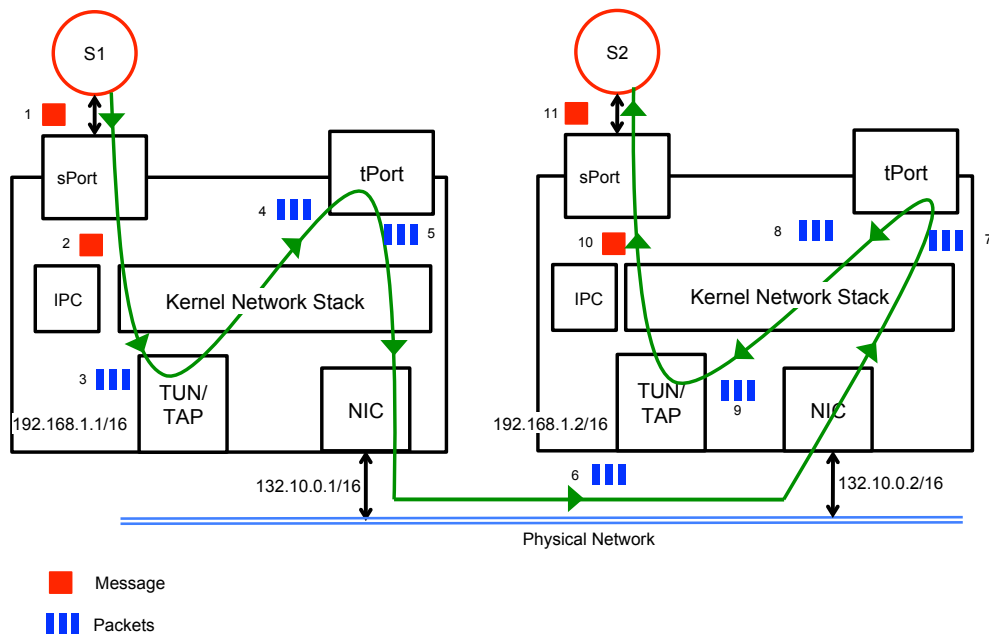 S1
S2
1
11
sPort
tPort
sPort
tPort
4
5
8
7
2
10
IPC
Kernel Network Stack
IPC
Kernel Network Stack
3
TUN/
TAP
NIC
TUN/
TAP
NIC
9
192.168.1.1/16
192.168.1.2/16
6
132.10.0.1/16
132.10.0.2/16
Physical Network
Message
Packets